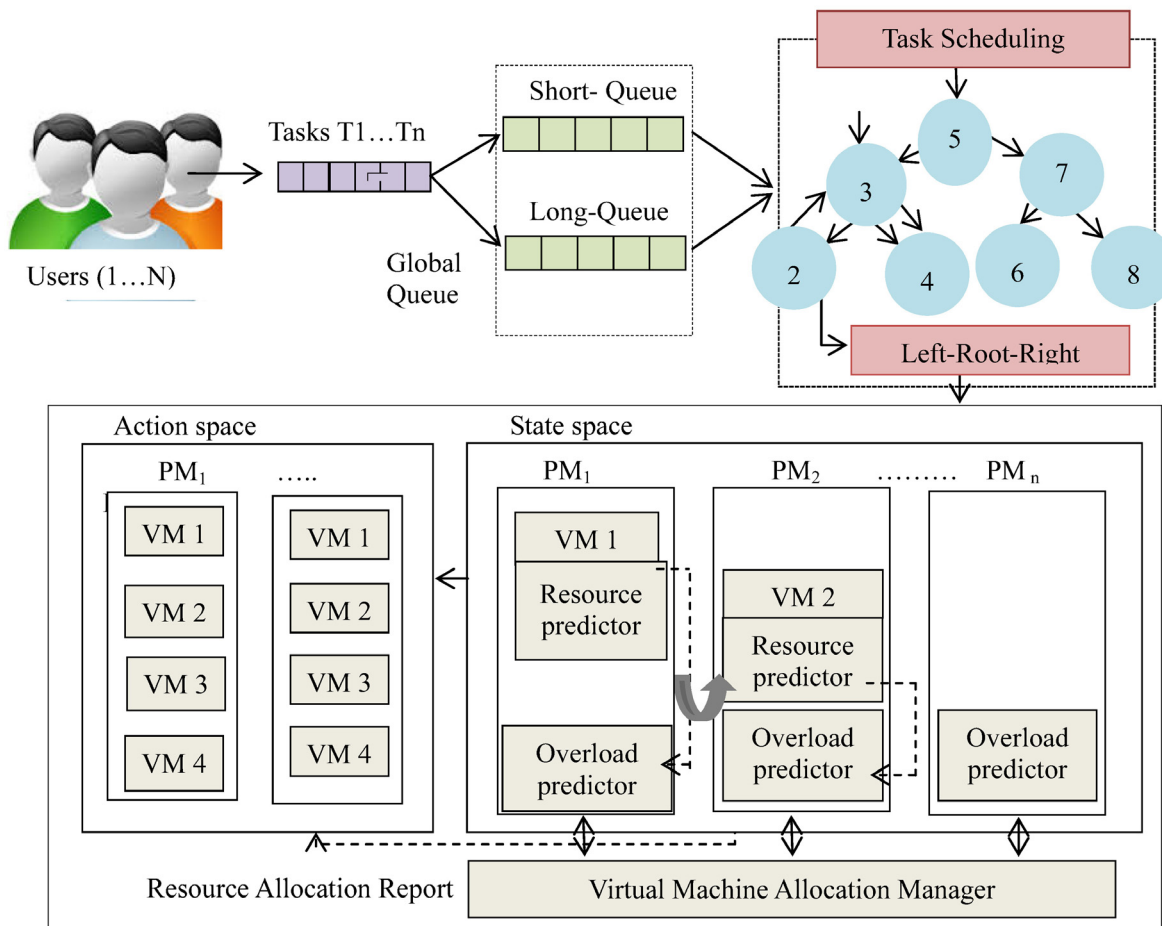 Task Scheduling
Short- Queue
Tasks T1…Tn
5
7
3
Long-Queue
Global
Queue
Users (1…N)
2
4
6
8
Left-Root-Right
Action space
State space
PM1
…..
PM1
PM2
………
PM n
VM 1
VM 2
VM 3
VM 4
VM 1
VM 2
VM 3
VM 4
VM 1
Resource
predictor
Overload
predictor
VM 2
Resource
predictor
Overload
predictor
Overload
predictor
Resource Allocation Report
Virtual Machine Allocation Manager